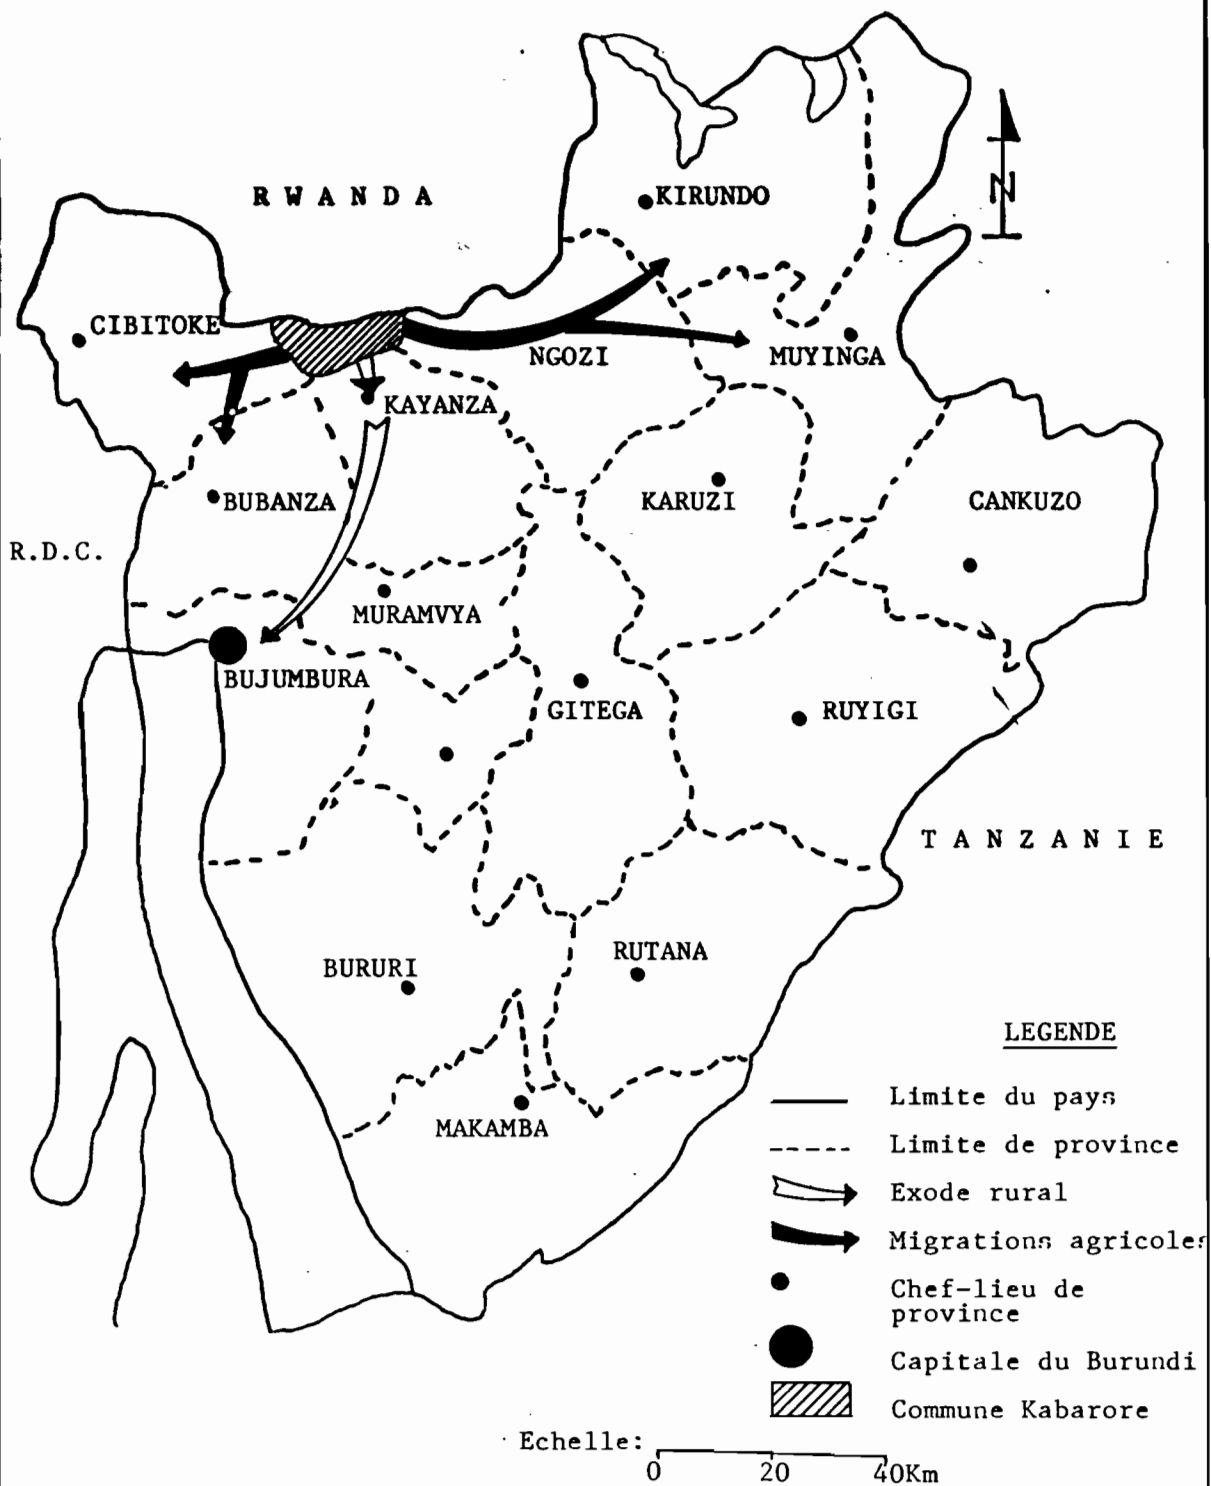 RWANDA
N
KIRUNDO
CIBITOKE
NGOZI
MUYINGA
KAYANZA
BUBANZA
KARUZI
CANKUZO
R.D.C.
MURAMVYA
BUJUMBURA
GITEGA
RUYIGI
TANZANIE
BURURI
RUTANA
MAKAMBA
LEGENDE
Limite du pays
Limite de province
Exode rural
Migrations agricoles
Chef-lieu de
province
Capitale du Burundi
Commune Kabarore
Echelle:
0 20 40Km